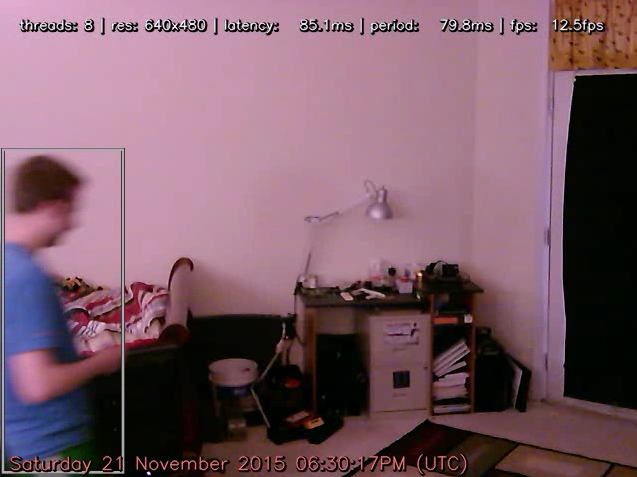 threads: 8 | res: 640x480 | latency: 85.1ms | period: 79.8ms | fps: 12.5fps
Saturday 21 November 2015 06:30:17PM (UTC)